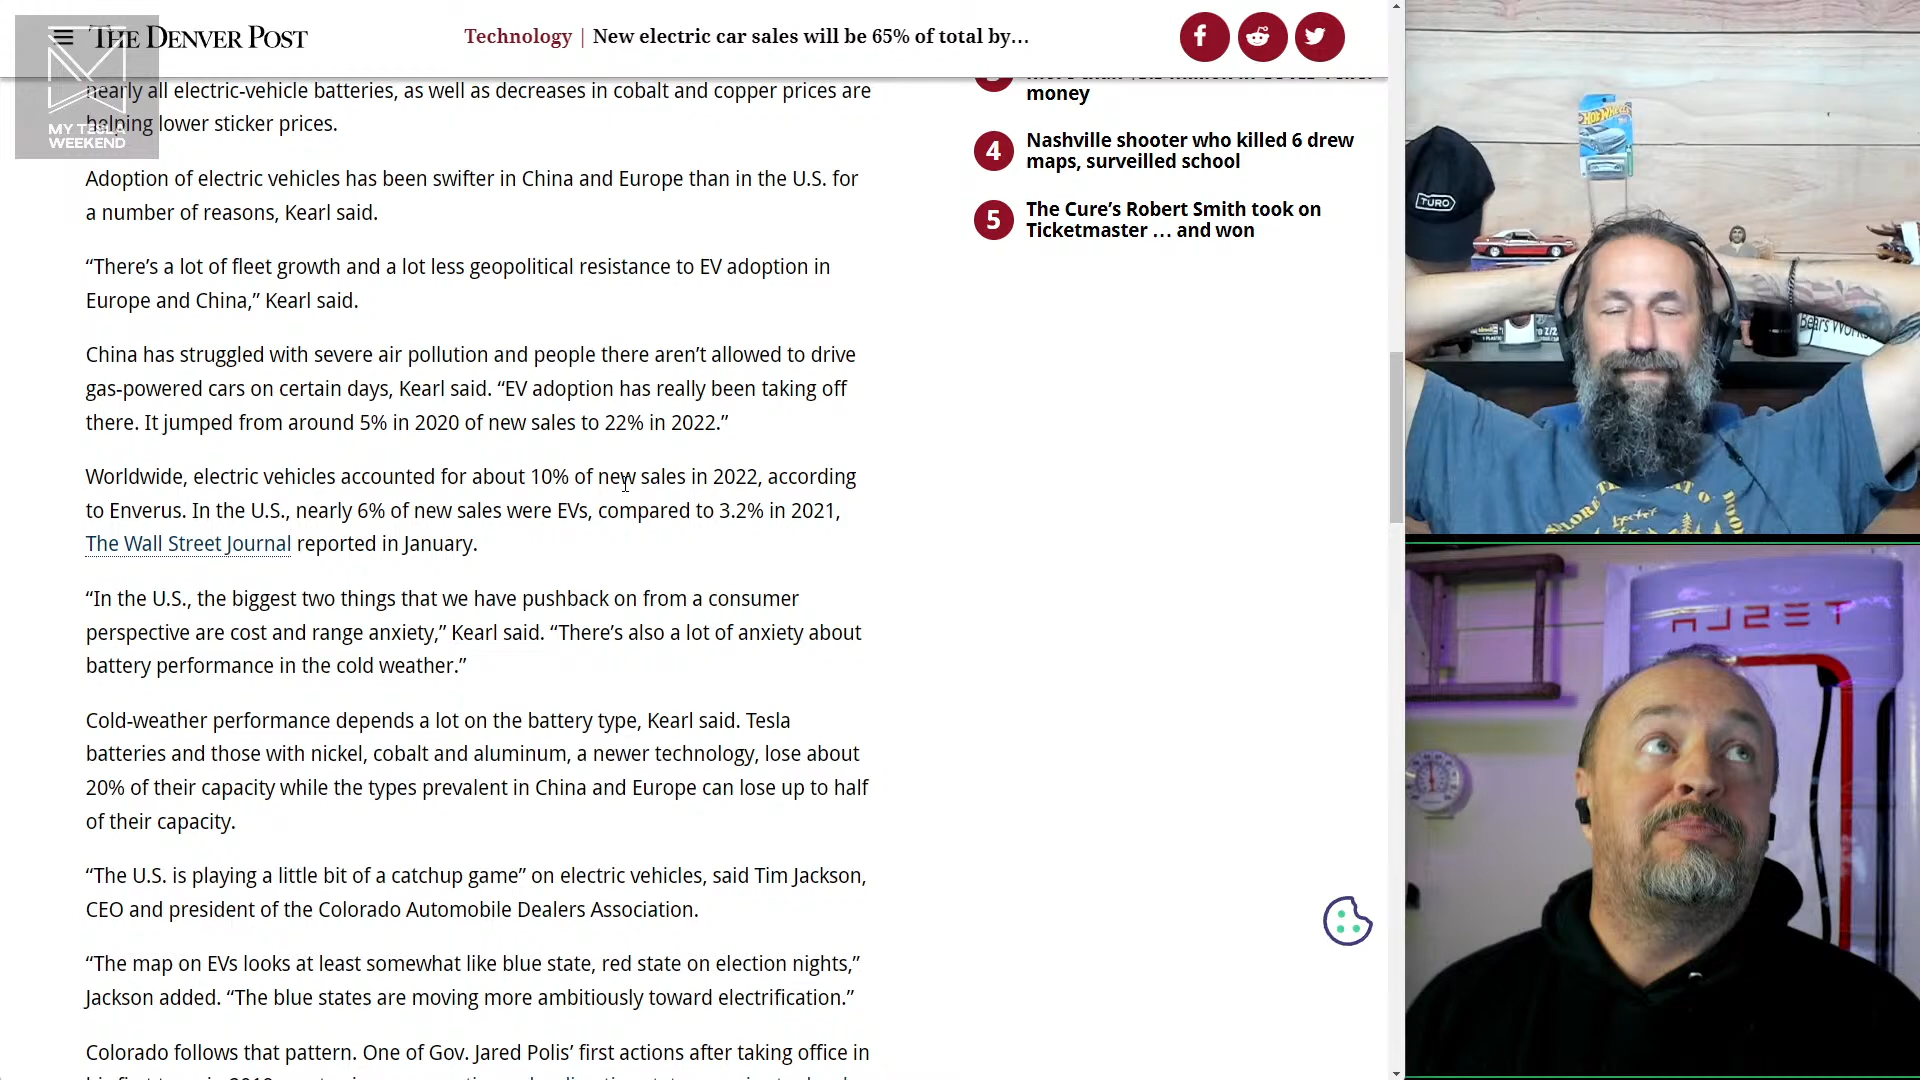 THE DENVER POST
Technology | New electric car sales will be 65% of total by…
MY TESLA
WEEKEND
nearly all electric-vehicle batteries, as well as decreases in cobalt and copper prices are
helping lower sticker prices.
Adoption of electric vehicles has been swifter in China and Europe than in the U.S. for
a number of reasons, Kearl said.
“There’s a lot of fleet growth and a lot less geopolitical resistance to EV adoption in
Europe and China,” Kearl said.
China has struggled with severe air pollution and people there aren’t allowed to drive
gas-powered cars on certain days, Kearl said. “EV adoption has really been taking off
there. It jumped from around 5% in 2020 of new sales to 22% in 2022.”
Worldwide, electric vehicles accounted for about 10% of new sales in 2022, according
to Enverus. In the U.S., nearly 6% of new sales were EVs, compared to 3.2% in 2021,
The Wall Street Journal reported in January.
“In the U.S., the biggest two things that we have pushback on from a consumer
perspective are cost and range anxiety,” Kearl said. “There’s also a lot of anxiety about
battery performance in the cold weather.”
Cold-weather performance depends a lot on the battery type, Kearl said. Tesla
batteries and those with nickel, cobalt and aluminum, a newer technology, lose about
20% of their capacity while the types prevalent in China and Europe can lose up to half
of their capacity.
“The U.S. is playing a little bit of a catchup game” on electric vehicles, said Tim Jackson,
CEO and president of the Colorado Automobile Dealers Association.
“The map on EVs looks at least somewhat like blue state, red state on election nights,”
Jackson added. “The blue states are moving more ambitiously toward electrification.”
Colorado follows that pattern. One of Gov. Jared Polis’ first actions after taking office in
money
4 Nashville shooter who killed 6 drew
maps, surveilled school
5 The Cure’s Robert Smith took on
Ticketmaster … and won
HOT WHEELS
TURO
TESLA